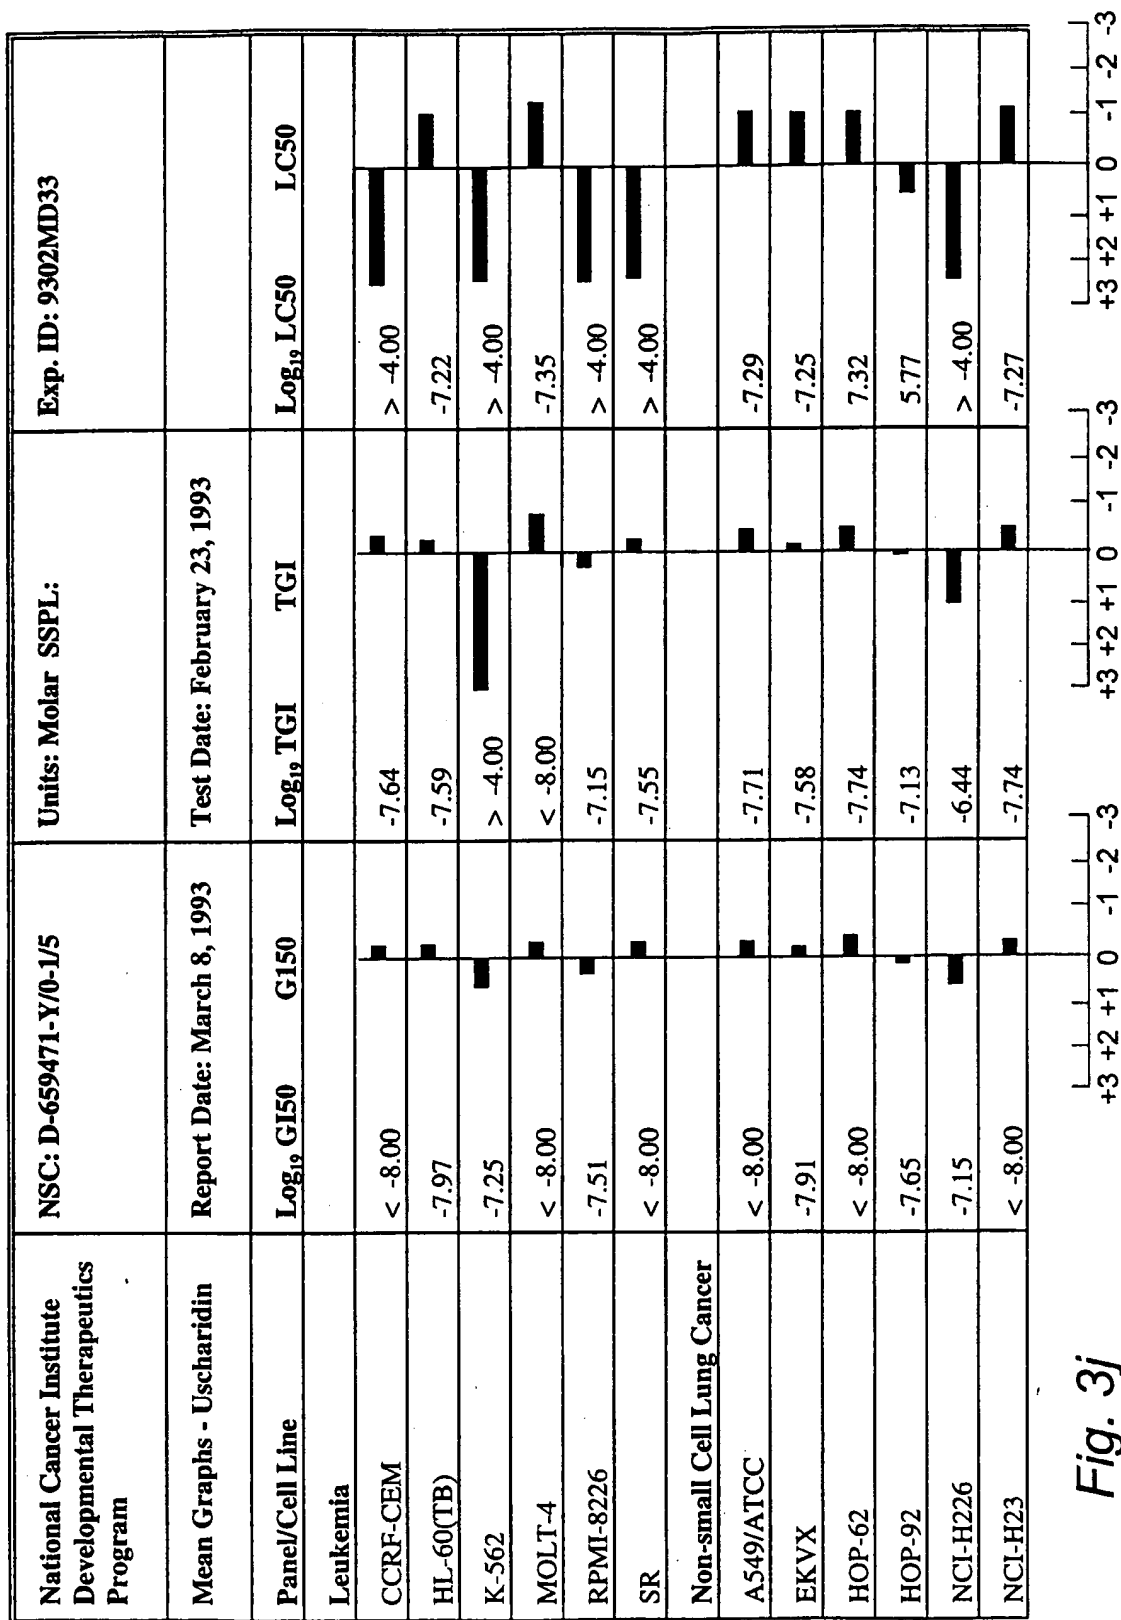 National Cancer Institute
Developmental Therapeutics
Program
NSC: D-659471-Y/0-1/5
Units: Molar SSPL:
Exp. ID: 9302MD33
Mean Graphs - Uscharidin
Report Date: March 8, 1993
Test Date: February 23, 1993
Panel/Cell Line Log₁₉ GI50 G150 Log₁₉ TGI TGI Log₁₉ LC50 LC50
Leukemia
CCRF-CEM < -8.00 -7.64 > -4.00
HL-60(TB) -7.97 -7.59 -7.22
K-562 -7.25 > -4.00 > -4.00
MOLT-4 < -8.00 < -8.00 -7.35
RPMI-8226 -7.51 -7.15 > -4.00
SR < -8.00 -7.55 > -4.00
Non-small Cell Lung Cancer
A549/ATCC < -8.00 -7.71 -7.29
EKVX -7.91 -7.58 -7.25
HOP-62 < -8.00 -7.74 7.32
HOP-92 -7.65 -7.13 5.77
NCI-H226 -7.15 -6.44 > -4.00
NCI-H23 < -8.00 -7.74 -7.27
+3 +2 +1 0 -1 -2 -3 +3 +2 +1 0 -1 -2 -3 +3 +2 +1 0 -1 -2 -3
Fig. 3j